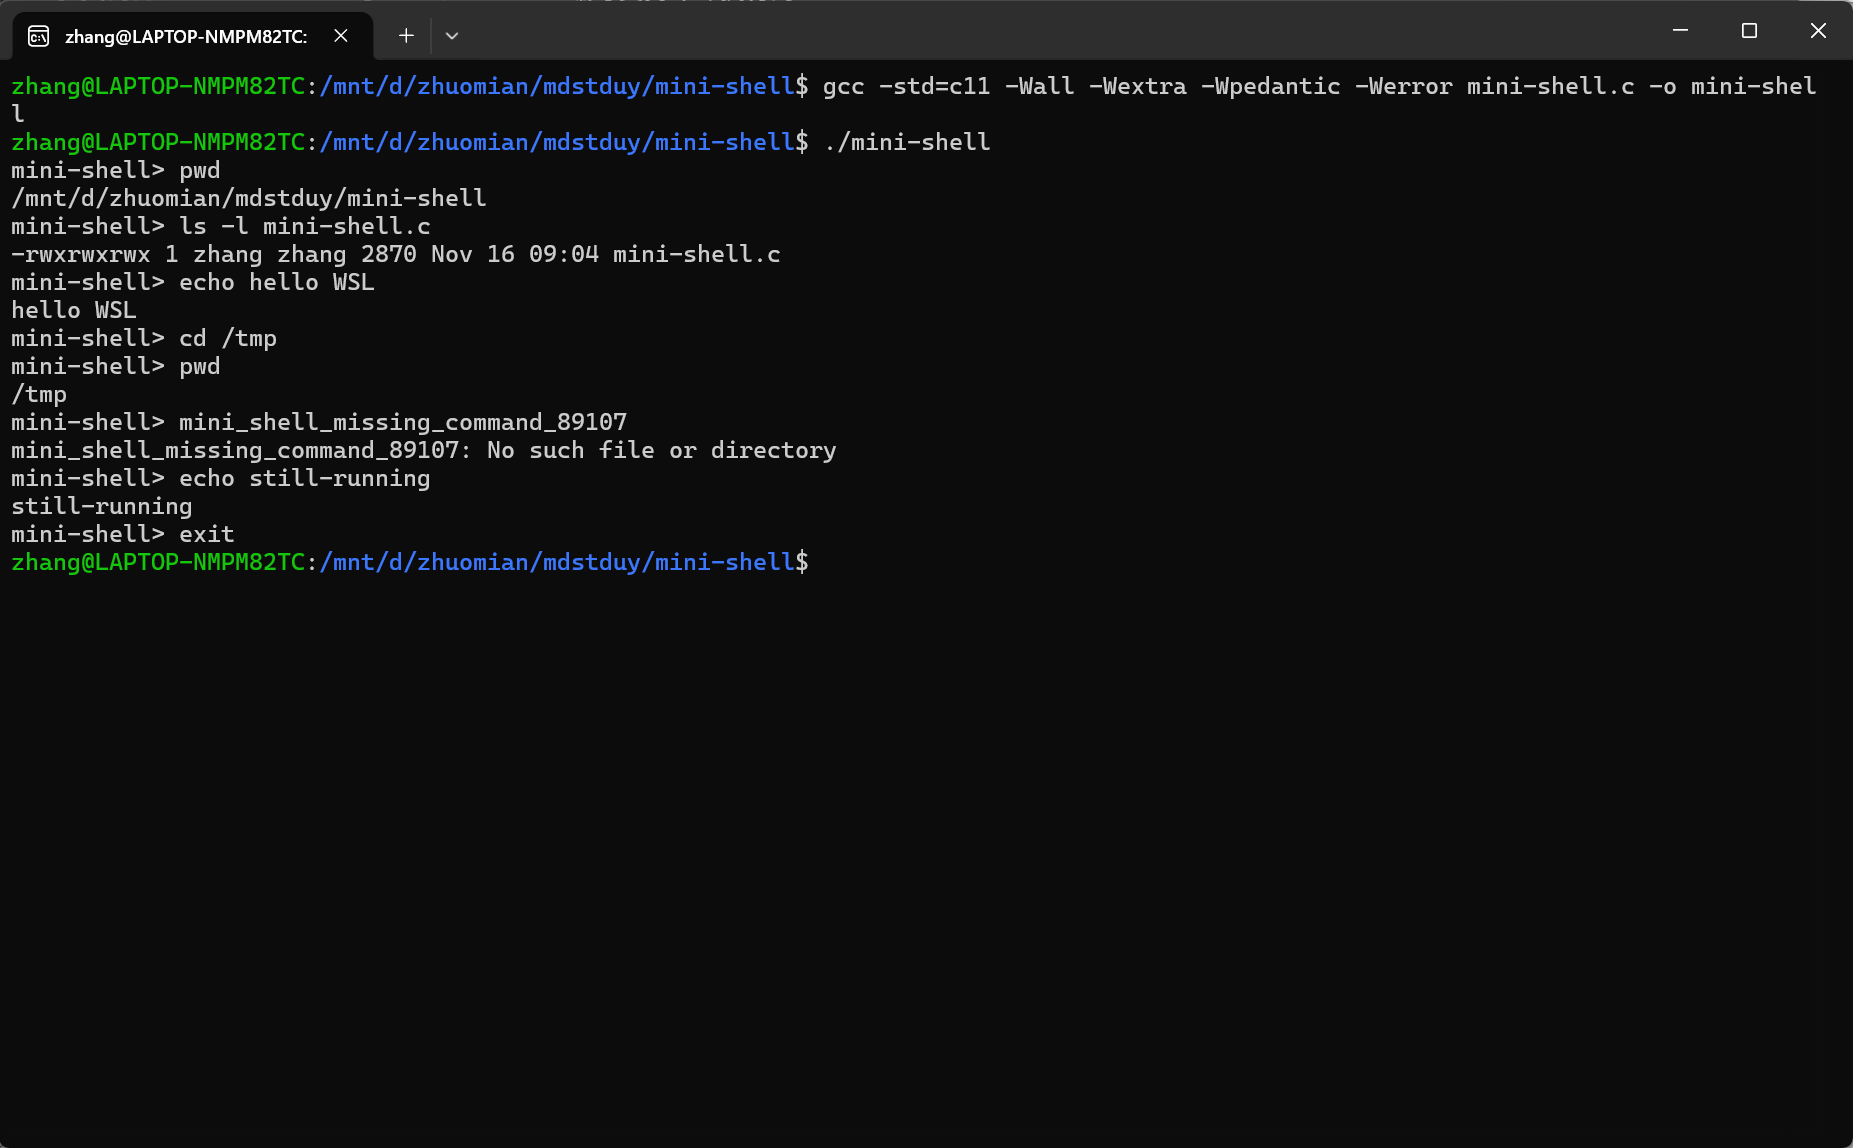 zhang@LAPTOP-NMPM82TC:
zhang@LAPTOP-NMPM82TC:/mnt/d/zhuomian/mdstduy/mini-shell$ gcc -std=c11 -Wall -Wextra -Wpedantic -Werror mini-shell.c -o mini-shel
l
zhang@LAPTOP-NMPM82TC:/mnt/d/zhuomian/mdstduy/mini-shell$ ./mini-shell
mini-shell> pwd
/mnt/d/zhuomian/mdstduy/mini-shell
mini-shell> ls -l mini-shell.c
-rwxrwxrwx 1 zhang zhang 2870 Nov 16 09:04 mini-shell.c
mini-shell> echo hello WSL
hello WSL
mini-shell> cd /tmp
mini-shell> pwd
/tmp
mini-shell> mini_shell_missing_command_89107
mini_shell_missing_command_89107: No such file or directory
mini-shell> echo still-running
still-running
mini-shell> exit
zhang@LAPTOP-NMPM82TC:/mnt/d/zhuomian/mdstduy/mini-shell$